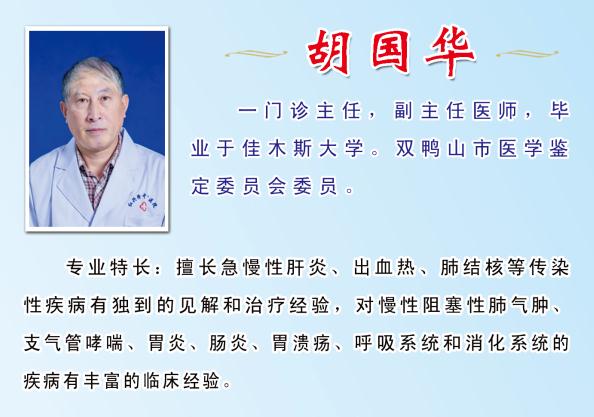 胡国华
一门诊主任，副主任医师，毕
业于佳木斯大学。双鸭山市医学鉴
定委员会委员。
专业特长：擅长急慢性肝炎、出血热、肺结核等传染
性疾病有独到的见解和治疗经验，对慢性阻塞性肺气肿、
支气管哮喘、胃炎、肠炎、胃溃疡、呼吸系统和消化系统的
疾病有丰富的临床经验。